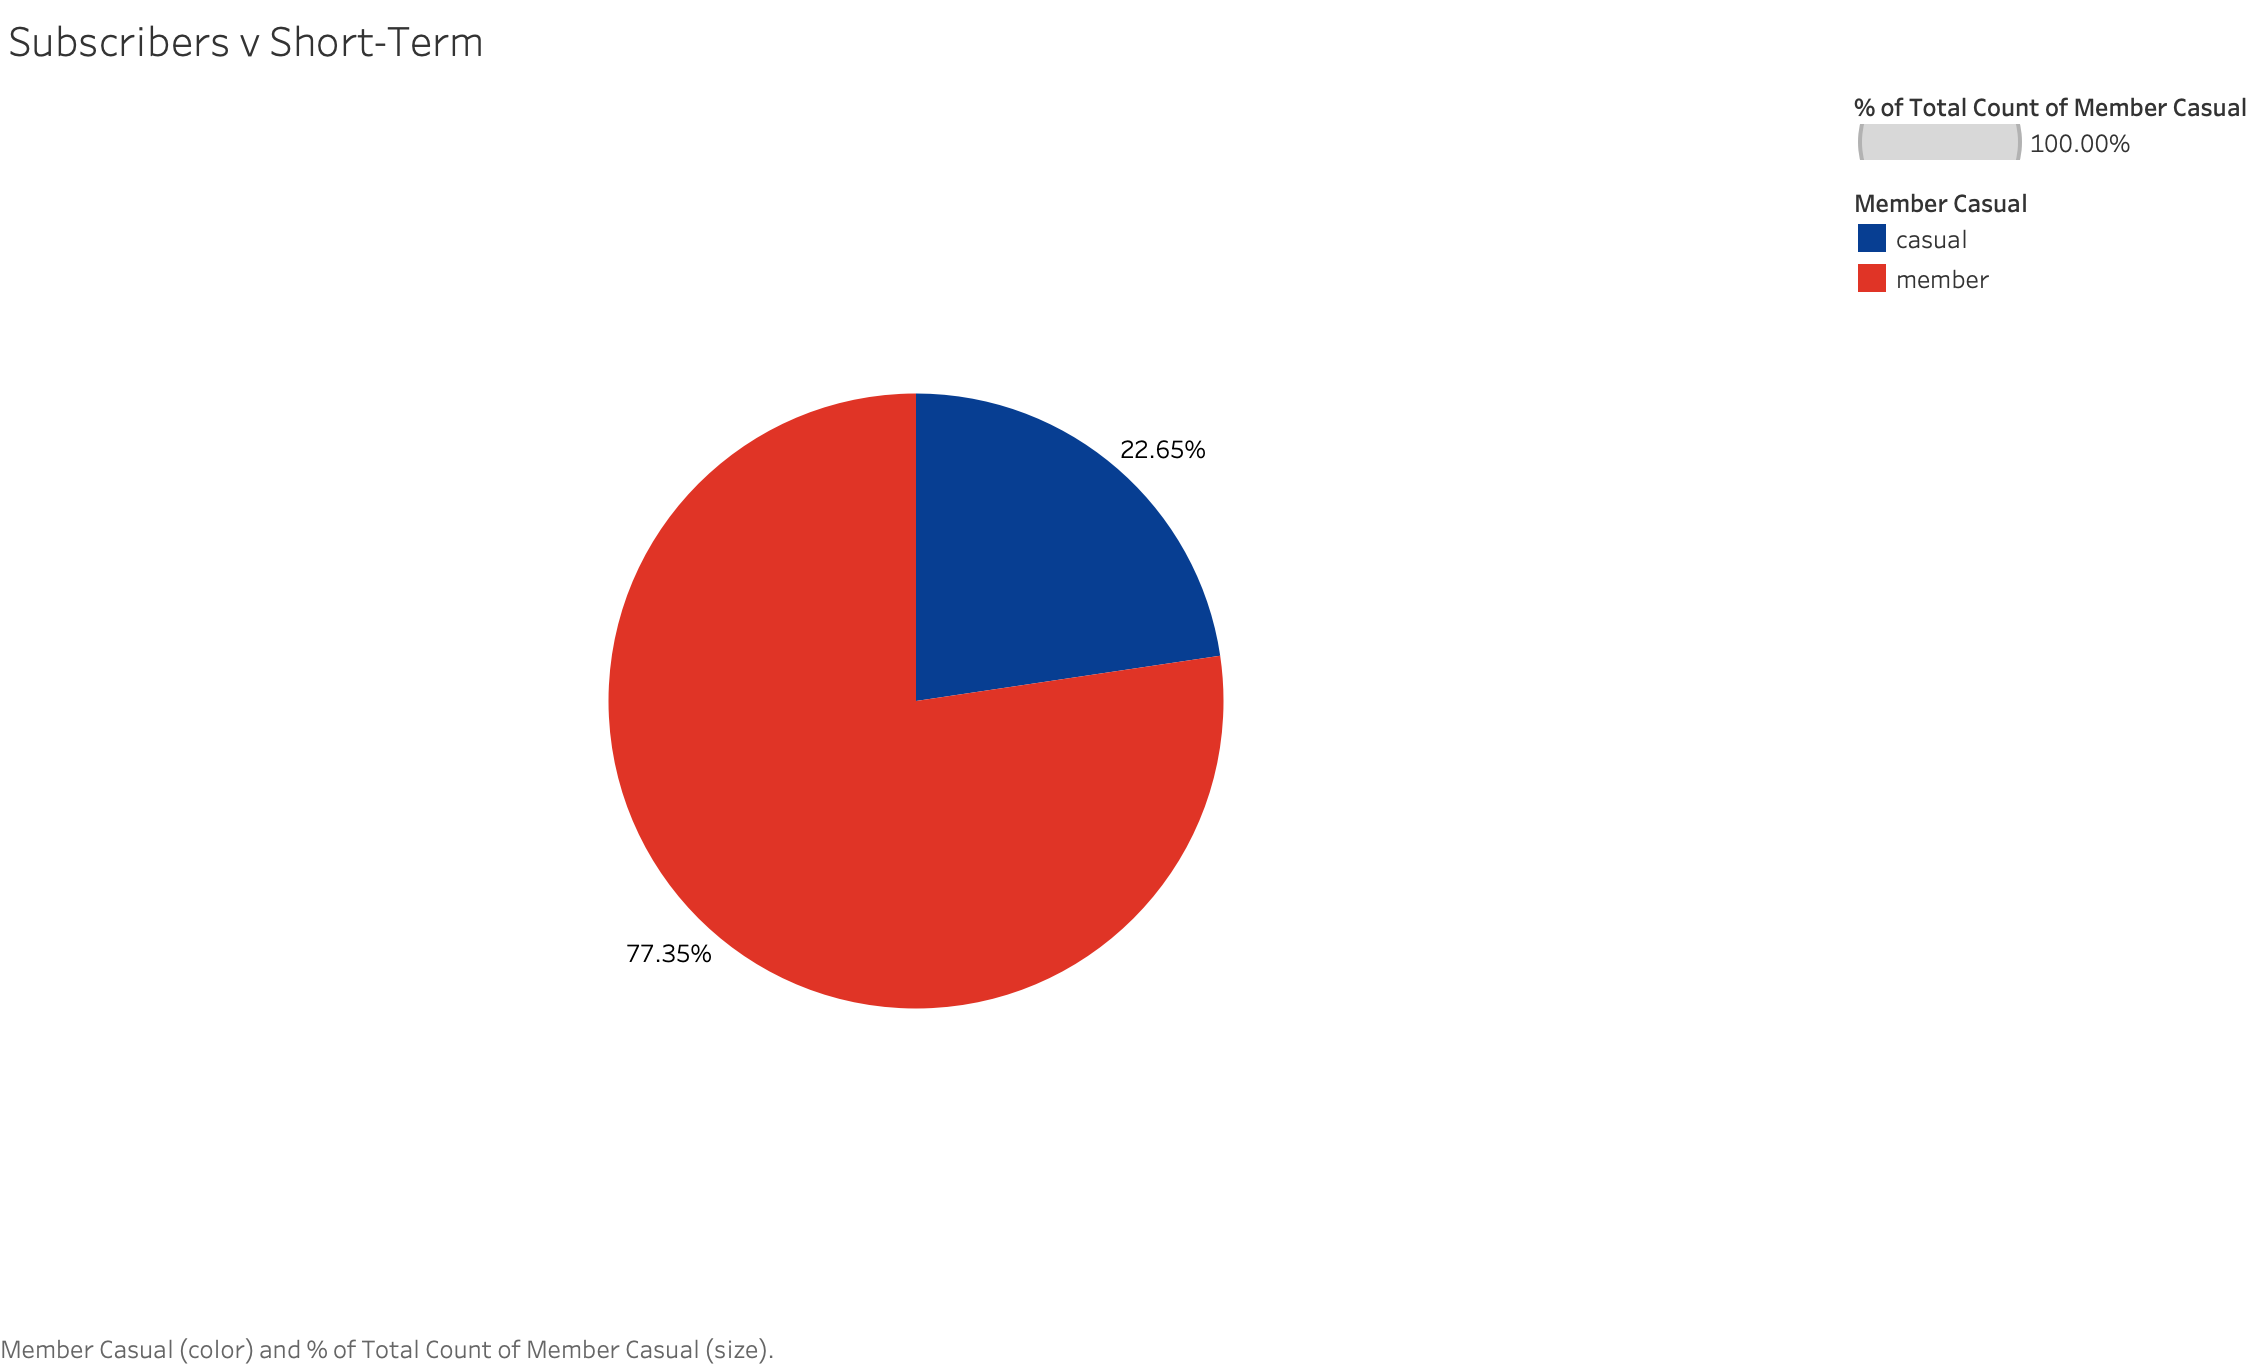 Subscribers v Short-Term
% of Total Count of Member Casual
100.00%
Member Casual
casual
member
22.65%
77.35%
Member Casual (color) and % of Total Count of Member Casual (size).